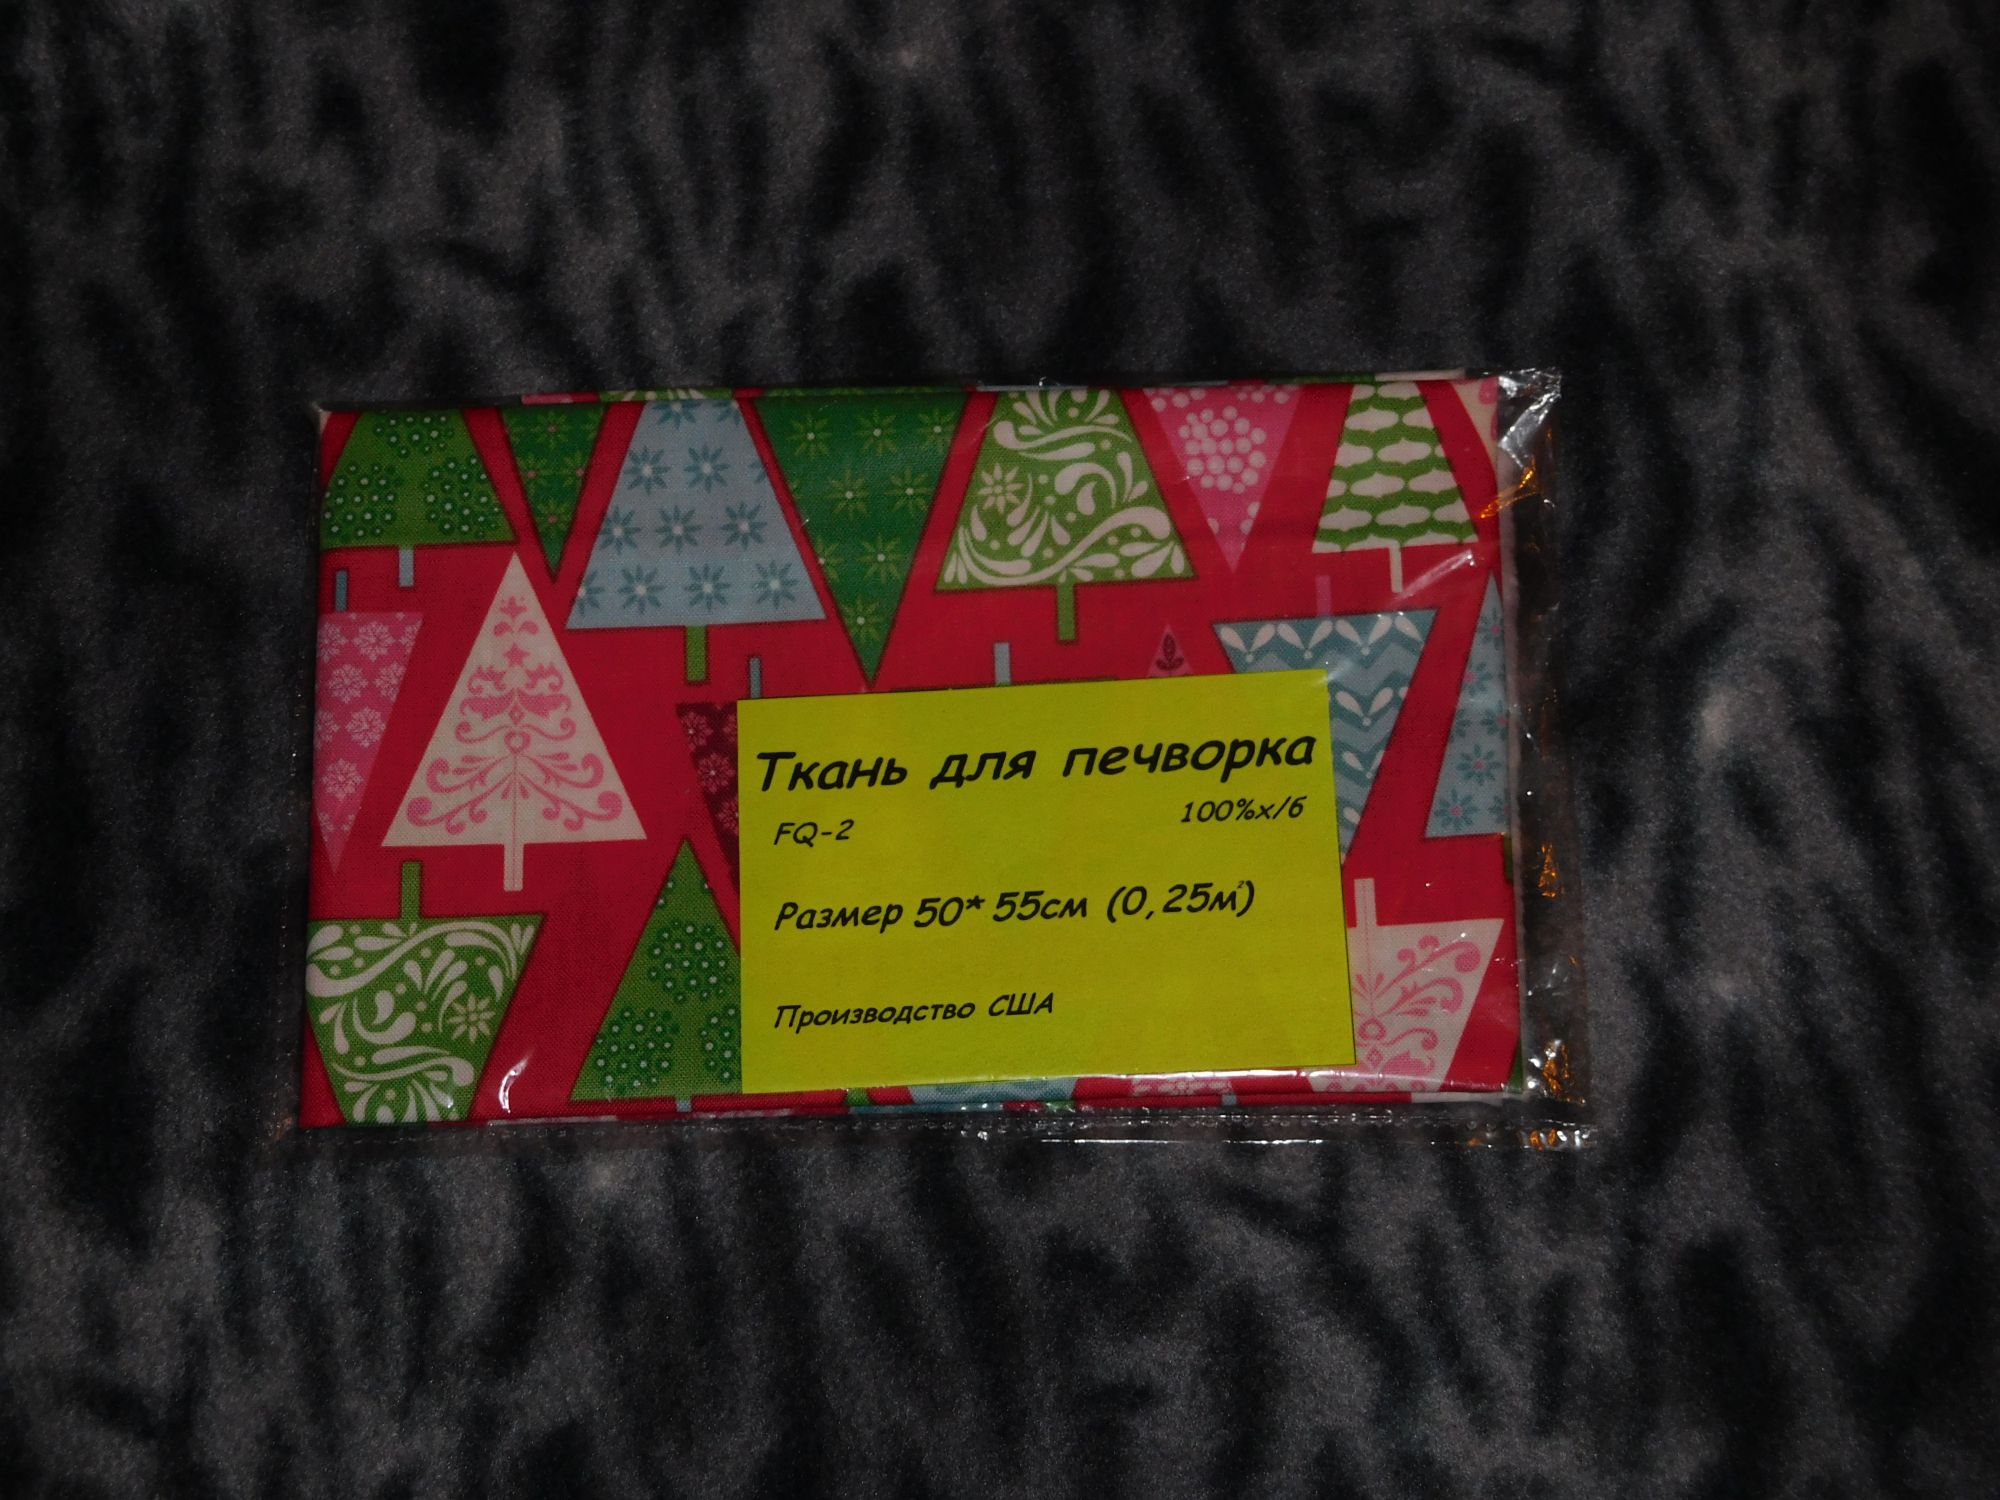 Ткань для печворка
FQ-2 100%х/б
Размер 50*55см (0,25м²)
Производство США